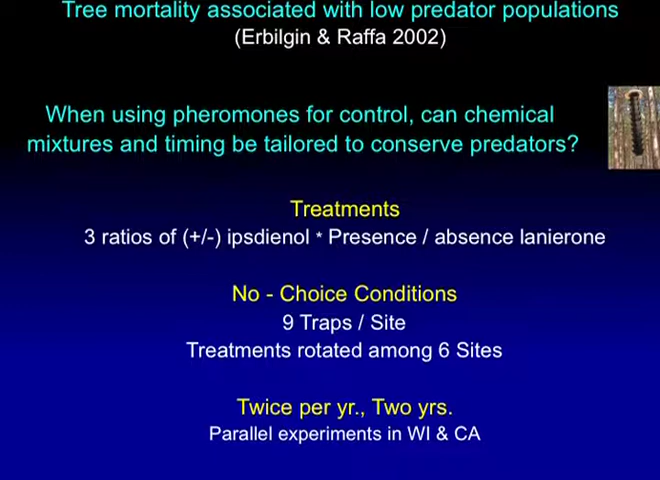 Tree mortality associated with low predator populations
(Erbilgin & Raffa 2002)
When using pheromones for control, can chemical
mixtures and timing be tailored to conserve predators?
Treatments
3 ratios of (+/-) ipsdienol * Presence / absence lanierone
No - Choice Conditions
9 Traps / Site
Treatments rotated among 6 Sites
Twice per yr., Two yrs.
Parallel experiments in WI & CA